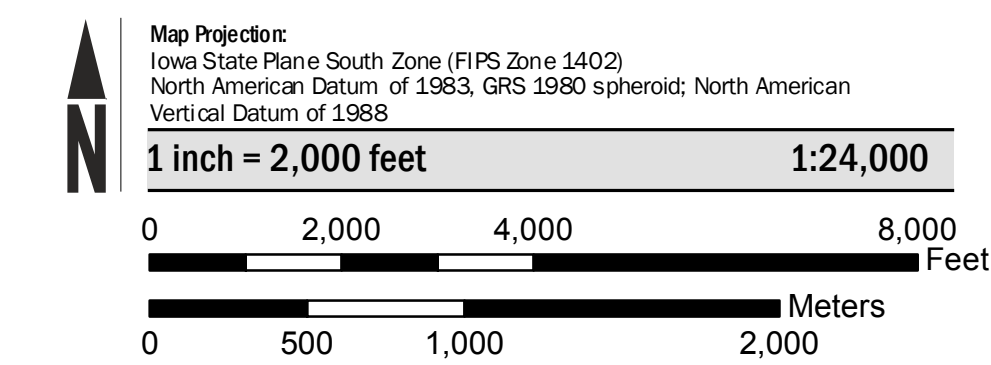 N
Map Projection:
Iowa State Plane South Zone (FIPS Zone 1402)
North American Datum of 1983, GRS 1980 spheroid; North American
Vertical Datum of 1988
1 inch = 2,000 feet 1:24,000
0 2,000 4,000 8,000
Feet
Meters
0 500 1,000 2,000